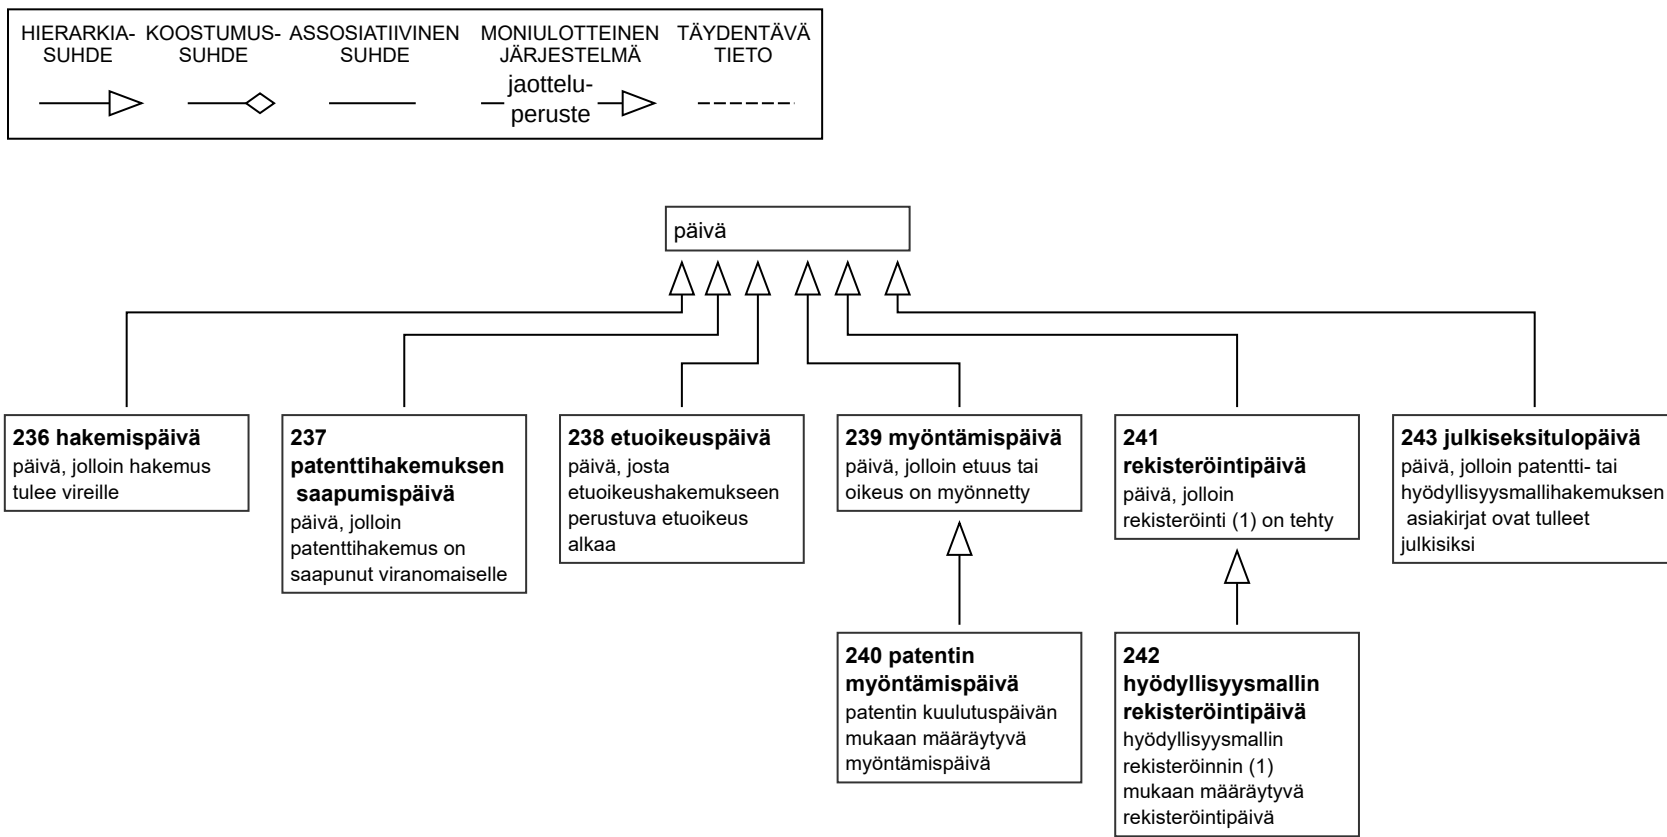 HIERARKIA-
SUHDE
KOOSTUMUS-
SUHDE
ASSOSIATIIVINEN
SUHDE
MONIULOTTEINEN
JÄRJESTELMÄ
jaottelu-
peruste
TÄYDENTÄVÄ
TIETO
päivä
236 hakemispäivä
päivä, jolloin hakemus
tulee vireille
237
patenttihakemuksen
saapumispäivä
päivä, jolloin
patenttihakemus on
saapunut viranomaiselle
238 etuoikeuspäivä
päivä, josta
etuoikeushakemukseen
perustuva etuoikeus
alkaa
239 myöntämispäivä
päivä, jolloin etuus tai
oikeus on myönnetty
241
rekisteröintipäivä
päivä, jolloin
rekisteröinti (1) on tehty
243 julkiseksitulopäivä
päivä, jolloin patentti- tai
hyödyllisyysmallihakemuksen
asiakirjat ovat tulleet
julkisiksi
240 patentin
myöntämispäivä
patentin kuulutuspäivän
mukaan määräytyvä
myöntämispäivä
242
hyödyllisyysmallin
rekisteröintipäivä
hyödyllisyysmallin
rekisteröinnin (1)
mukaan määräytyvä
rekisteröintipäivä